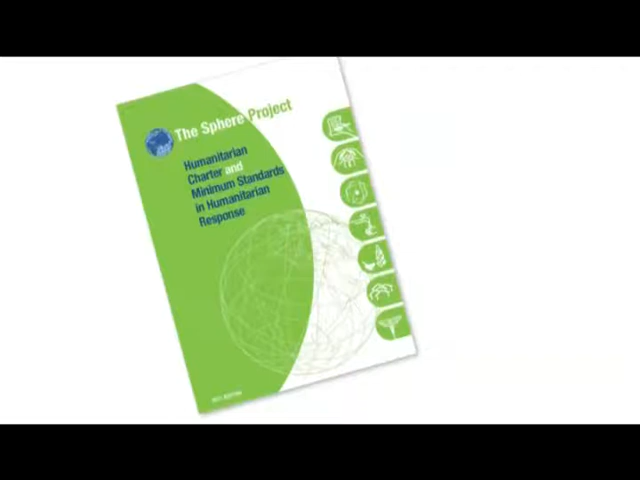 The Sphere Project
Humanitarian
Charter and
Minimum Standards
in Humanitarian
Response